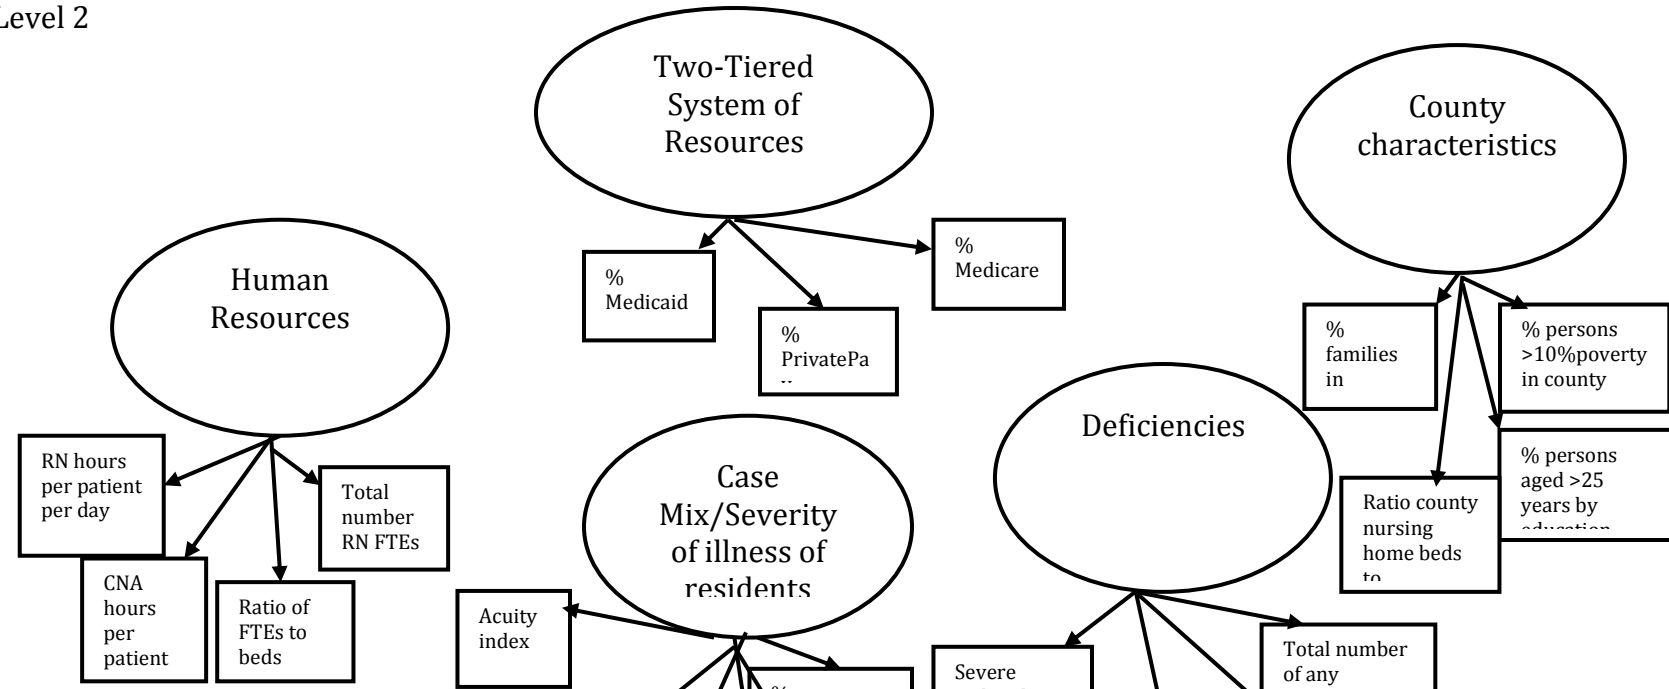 Level 2
Two-Tiered
System of
Resources
County
characteristics
Human
Resources
%
Medicaid
%
PrivatePa
%
Medicare
%
families
in
% persons
>10%poverty
in county
Deficiencies
RN hours
per patient
per day
Total
number
RN FTEs
Case
Mix/Severity
of illness of
residents
% persons
aged >25
years by
education
Ratio county
nursing
home beds
to
CNA
hours
per
patient
Ratio of
FTEs to
beds
Acuity
index
%
Severe
Total number
of any